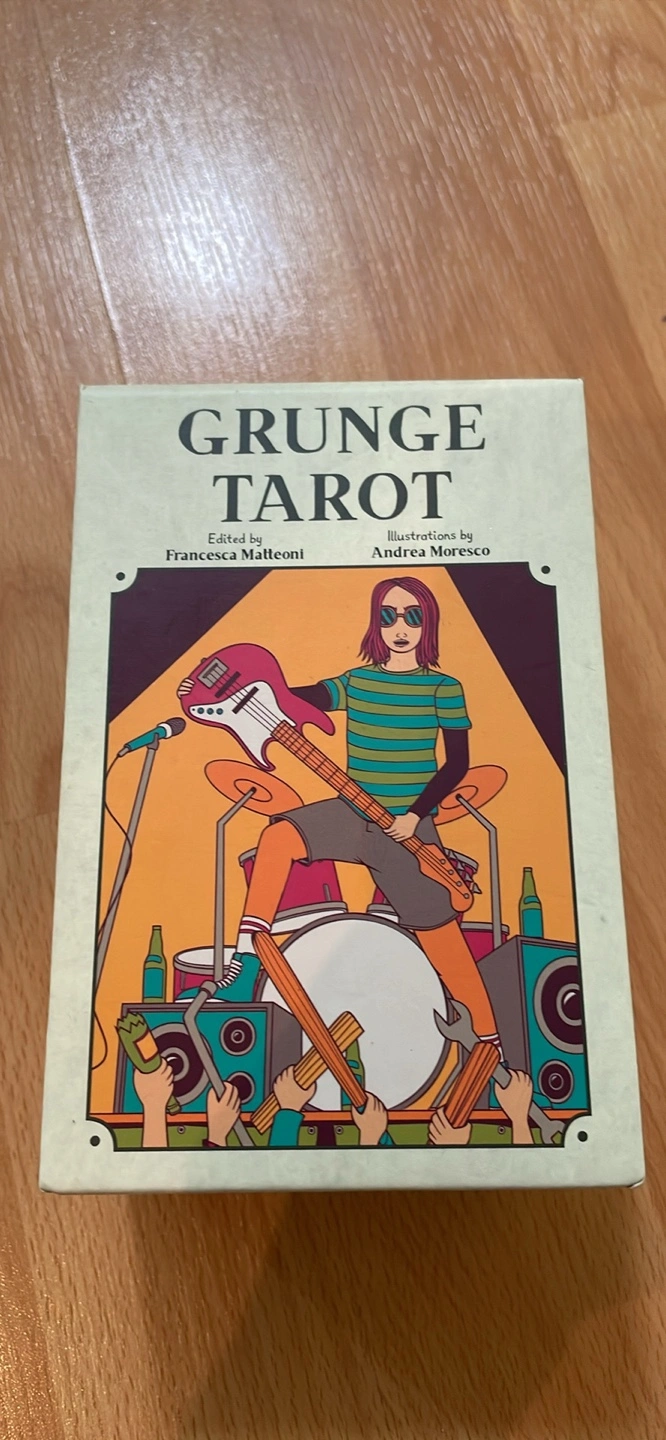 GRUNGE
TAROT
Edited by
Francesca Matteoni
Illustrations by
Andrea Moresco